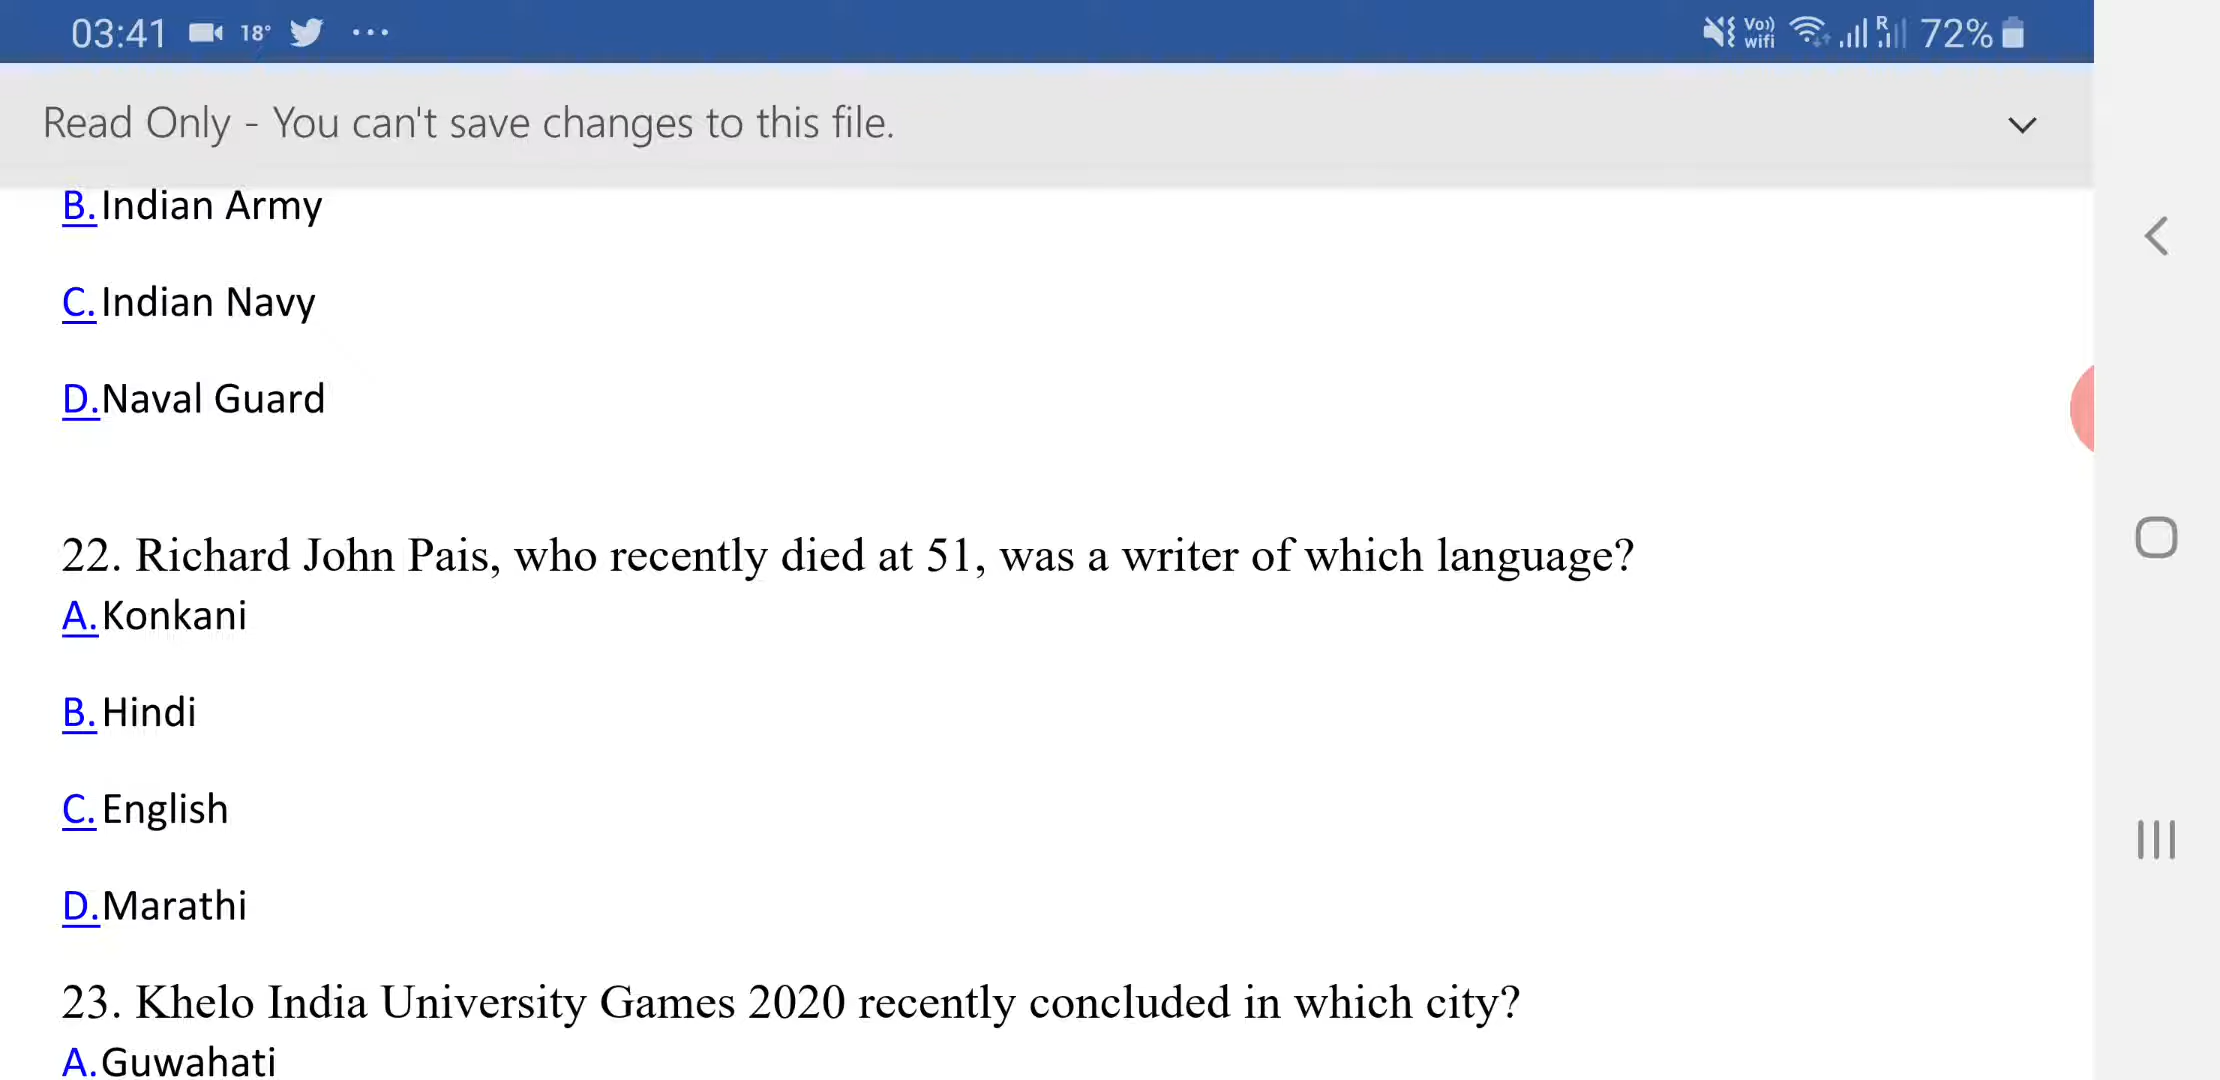 03:41 18° ...
Vo)) wifi R 72%
Read Only - You can't save changes to this file.
B. Indian Army
C. Indian Navy
D. Naval Guard
22. Richard John Pais, who recently died at 51, was a writer of which language?
A. Konkani
B. Hindi
C. English
D. Marathi
23. Khelo India University Games 2020 recently concluded in which city?
A. Guwahati